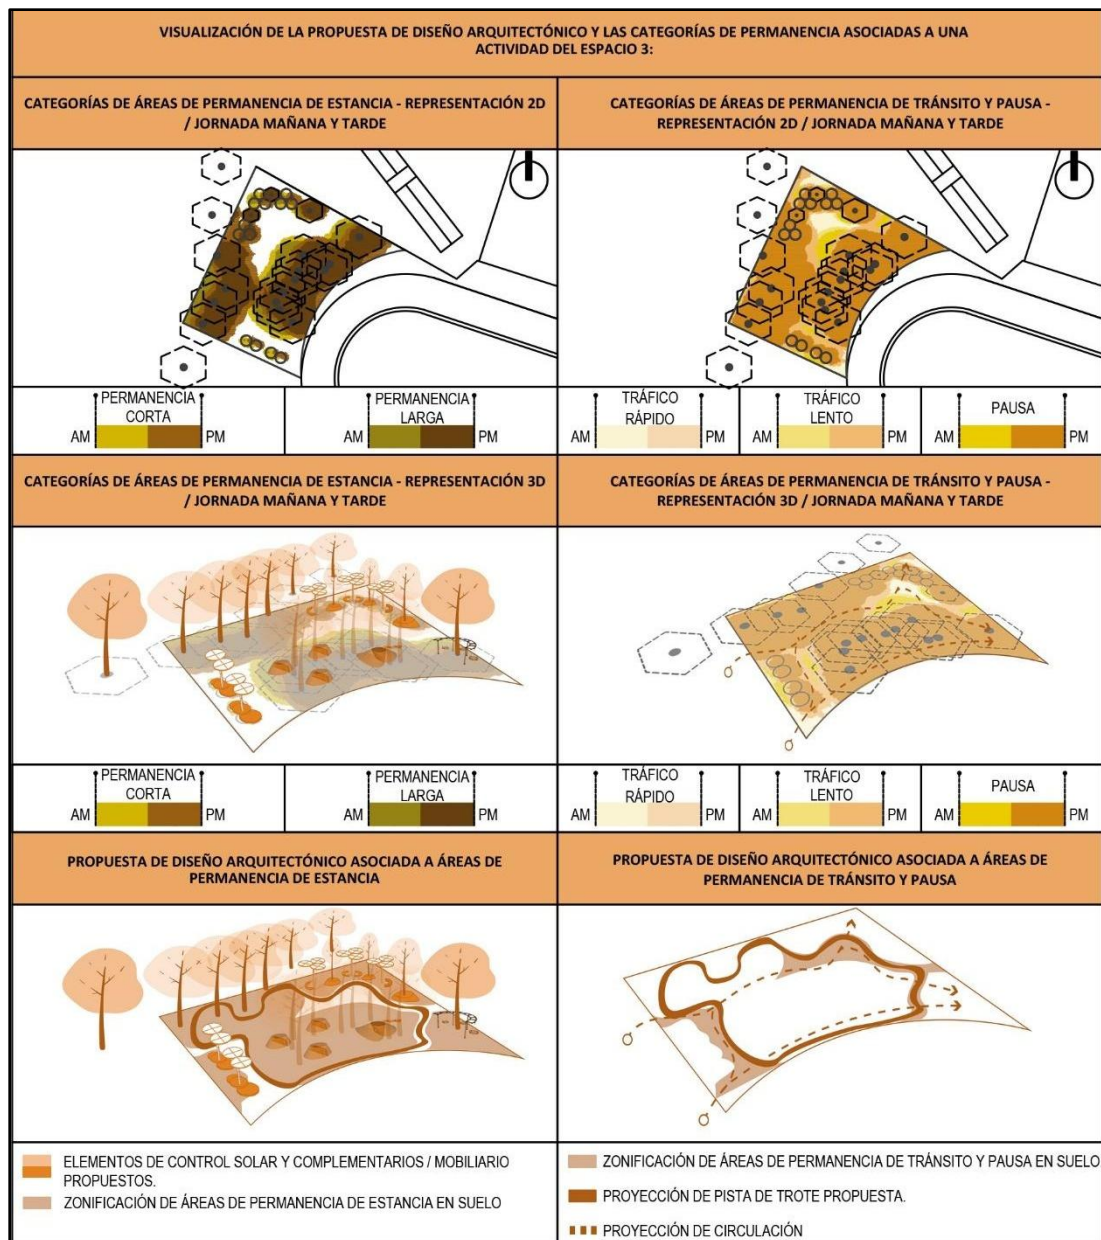 VISUALIZACIÓN DE LA PROPUESTA DE DISEÑO ARQUITECTÓNICO Y LAS CATEGORÍAS DE PERMANENCIA ASOCIADAS A UNA
ACTIVIDAD DEL ESPACIO 3:
CATEGORÍAS DE ÁREAS DE PERMANENCIA DE ESTANCIA - REPRESENTACIÓN 2D
/ JORNADA MAÑANA Y TARDE
CATEGORÍAS DE ÁREAS DE PERMANENCIA DE TRÁNSITO Y PAUSA -
REPRESENTACIÓN 2D / JORNADA MAÑANA Y TARDE
PERMANENCIA
CORTA
AM
PM
PERMANENCIA
LARGA
AM
PM
TRÁFICO
RÁPIDO
AM
PM
TRÁFICO
LENTO
AM
PM
PAUSA
AM
PM
CATEGORÍAS DE ÁREAS DE PERMANENCIA DE ESTANCIA - REPRESENTACIÓN 3D
/ JORNADA MAÑANA Y TARDE
CATEGORÍAS DE ÁREAS DE PERMANENCIA DE TRÁNSITO Y PAUSA -
REPRESENTACIÓN 3D / JORNADA MAÑANA Y TARDE
PERMANENCIA
CORTA
AM
PM
PERMANENCIA
LARGA
AM
PM
TRÁFICO
RÁPIDO
AM
PM
TRÁFICO
LENTO
AM
PM
PAUSA
AM
PM
PROPUESTA DE DISEÑO ARQUITECTÓNICO ASOCIADA A ÁREAS DE
PERMANENCIA DE ESTANCIA
PROPUESTA DE DISEÑO ARQUITECTÓNICO ASOCIADA A ÁREAS DE
PERMANENCIA DE TRÁNSITO Y PAUSA
ELEMENTOS DE CONTROL SOLAR Y COMPLEMENTARIOS / MOBILIARIO
PROPUESTOS.
ZONIFICACIÓN DE ÁREAS DE PERMANENCIA DE ESTANCIA EN SUELO
ZONIFICACIÓN DE ÁREAS DE PERMANENCIA DE TRÁNSITO Y PAUSA EN SUELO
PROYECCIÓN DE PISTA DE TROTE PROPUESTA.
PROYECCIÓN DE CIRCULACIÓN